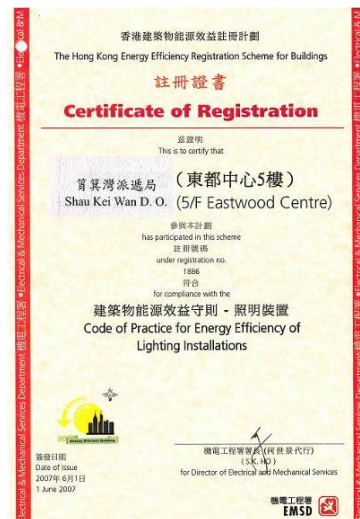 香港建築物能源效益註冊計劃
The Hong Kong Energy Efficiency Registration Scheme for Buildings
註冊證書
Certificate of Registration
茲證明
This is to certify that
筲箕灣派遞局 (東都中心5樓)
Shau Kei Wan D. O. (5/F Eastwood Centre)
參與本計劃
has participated in this scheme
註冊號碼
under registration no.
1886
符合
for compliance with the
建築物能源效益守則 - 照明裝置
Code of Practice for Energy Efficiency of
Lighting Installations
Energy Efficient Building
簽發日期
Date of Issue
2007年 6月1日
1 June 2007
機電工程署署長(何世景代行)
(S.K. HO)
for Director of Electrical and Mechanical Services
機電工程署
EMSD
Electrical & Mechanical Services Department 機電工程署